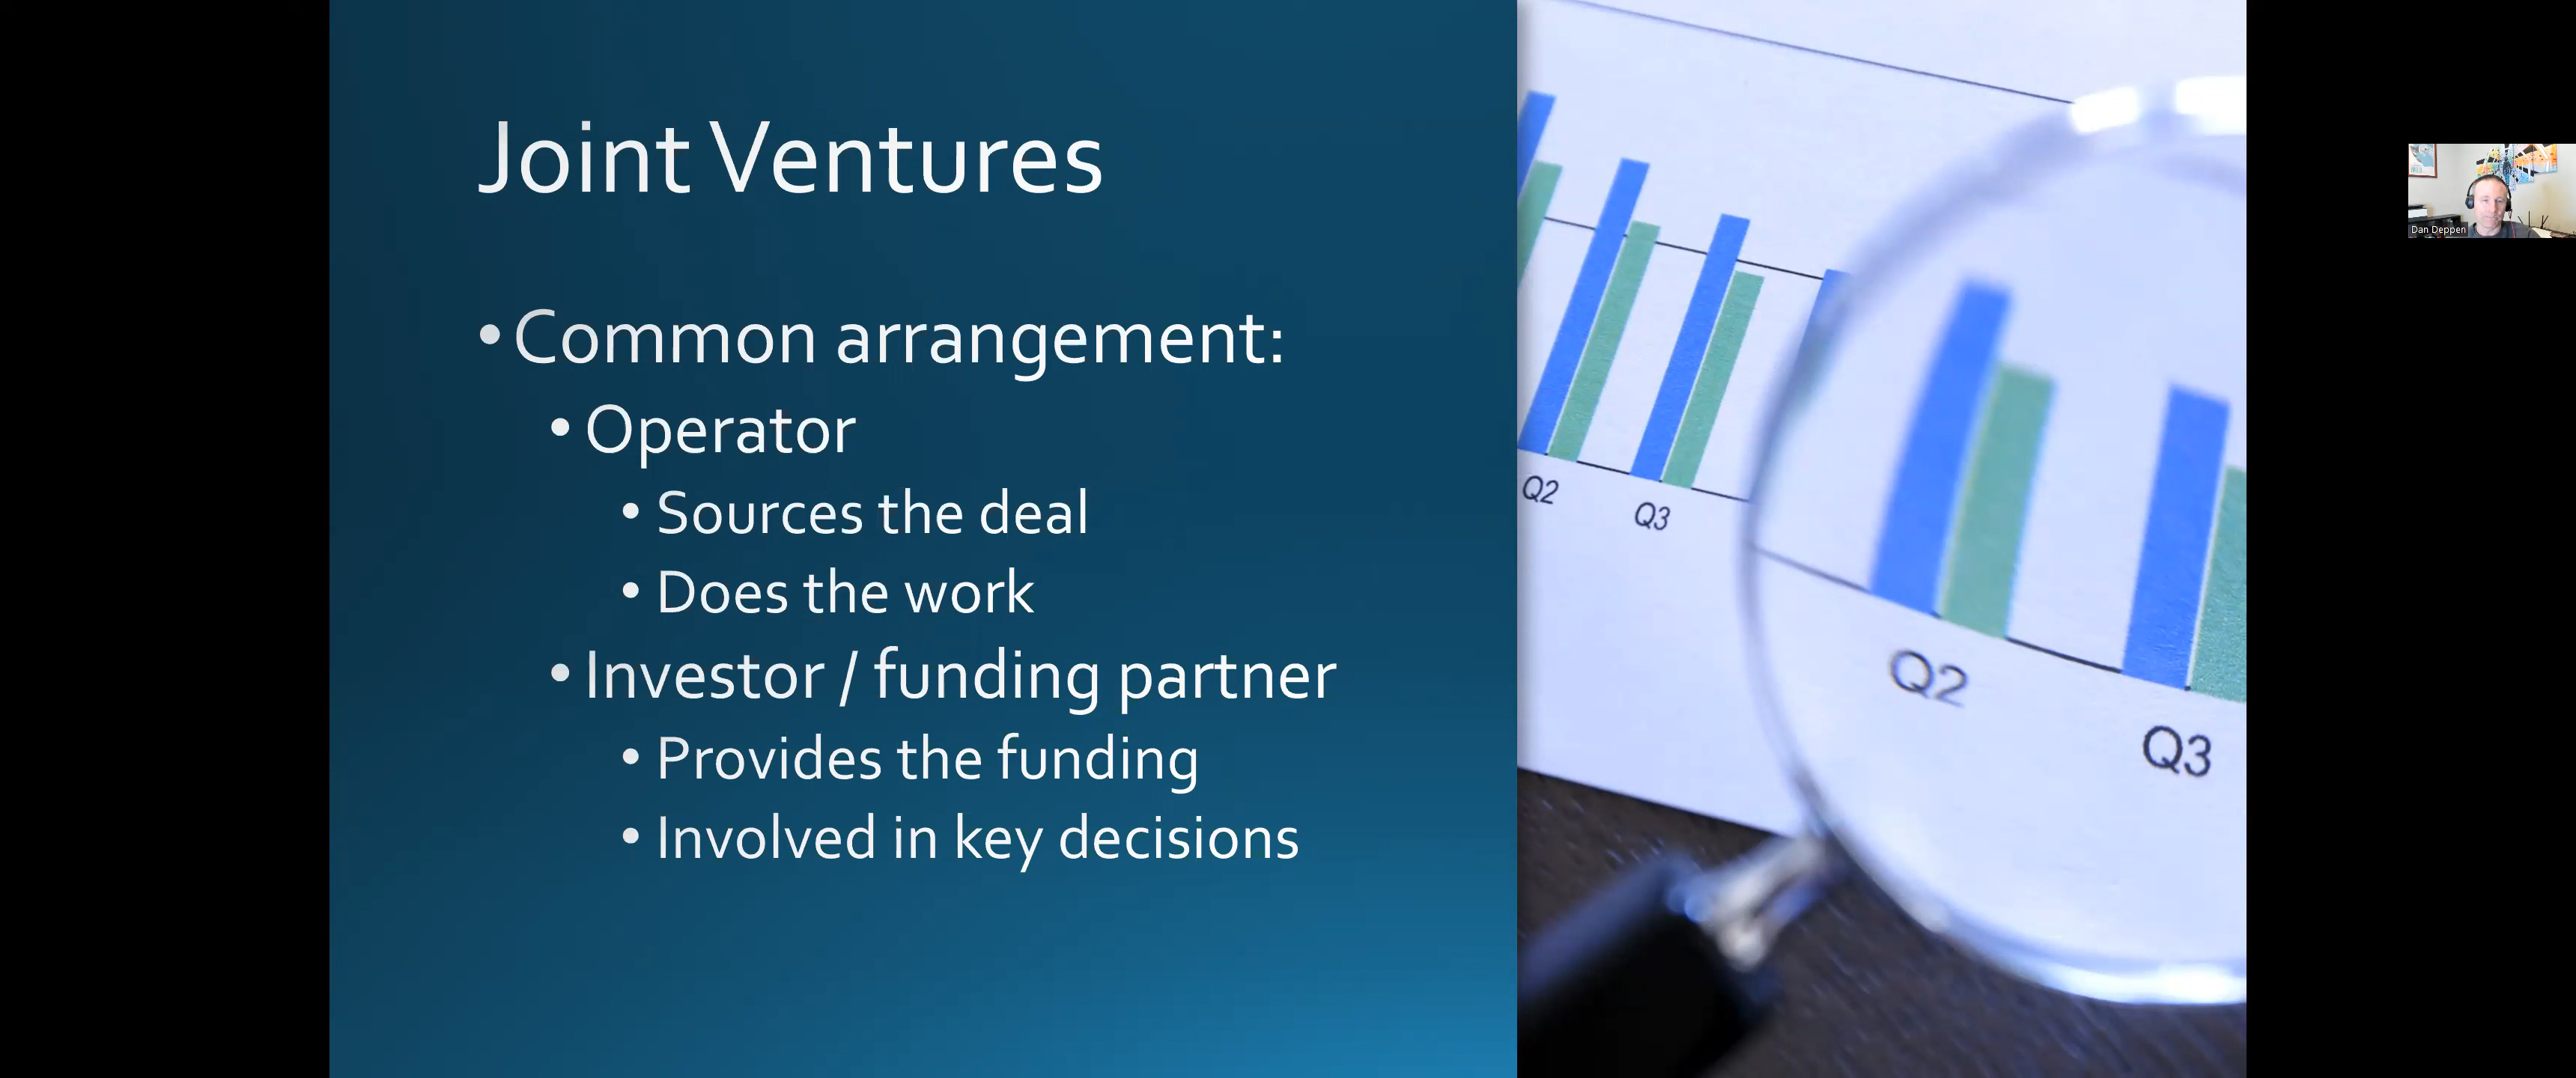 Joint Ventures
• Common arrangement:
• Operator
• Sources the deal
• Does the work
• Investor / funding partner
• Provides the funding
• Involved in key decisions
Q2
Q3
Q2
Q3
Dan Deppen